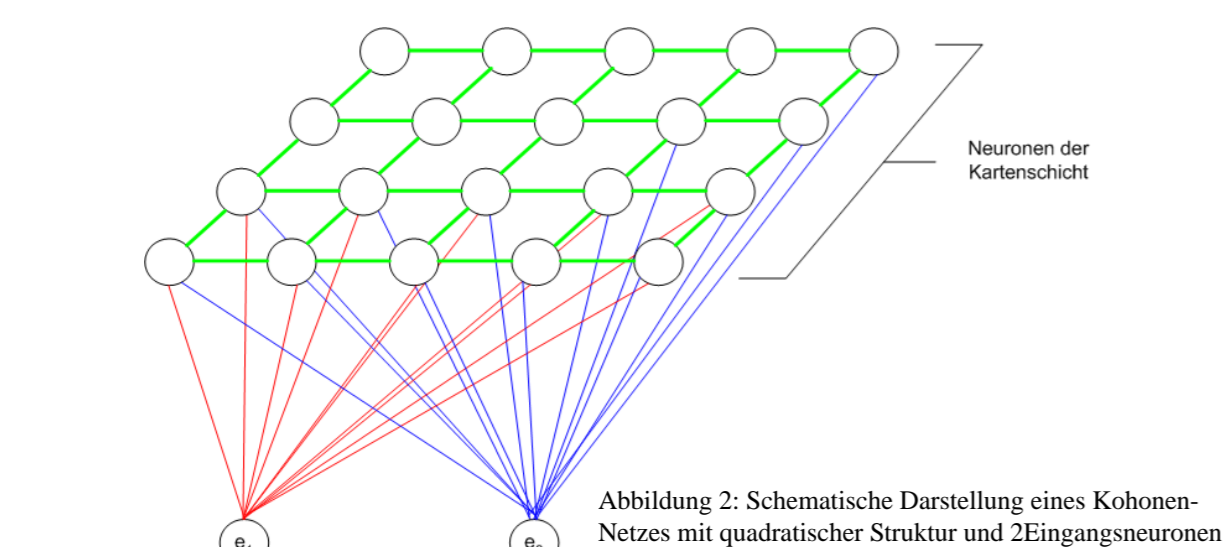 Neuronen der
Kartenschicht
Abbildung 2: Schematische Darstellung eines Kohonen-
Netzes mit quadratischer Struktur und 2Eingangsneuronen